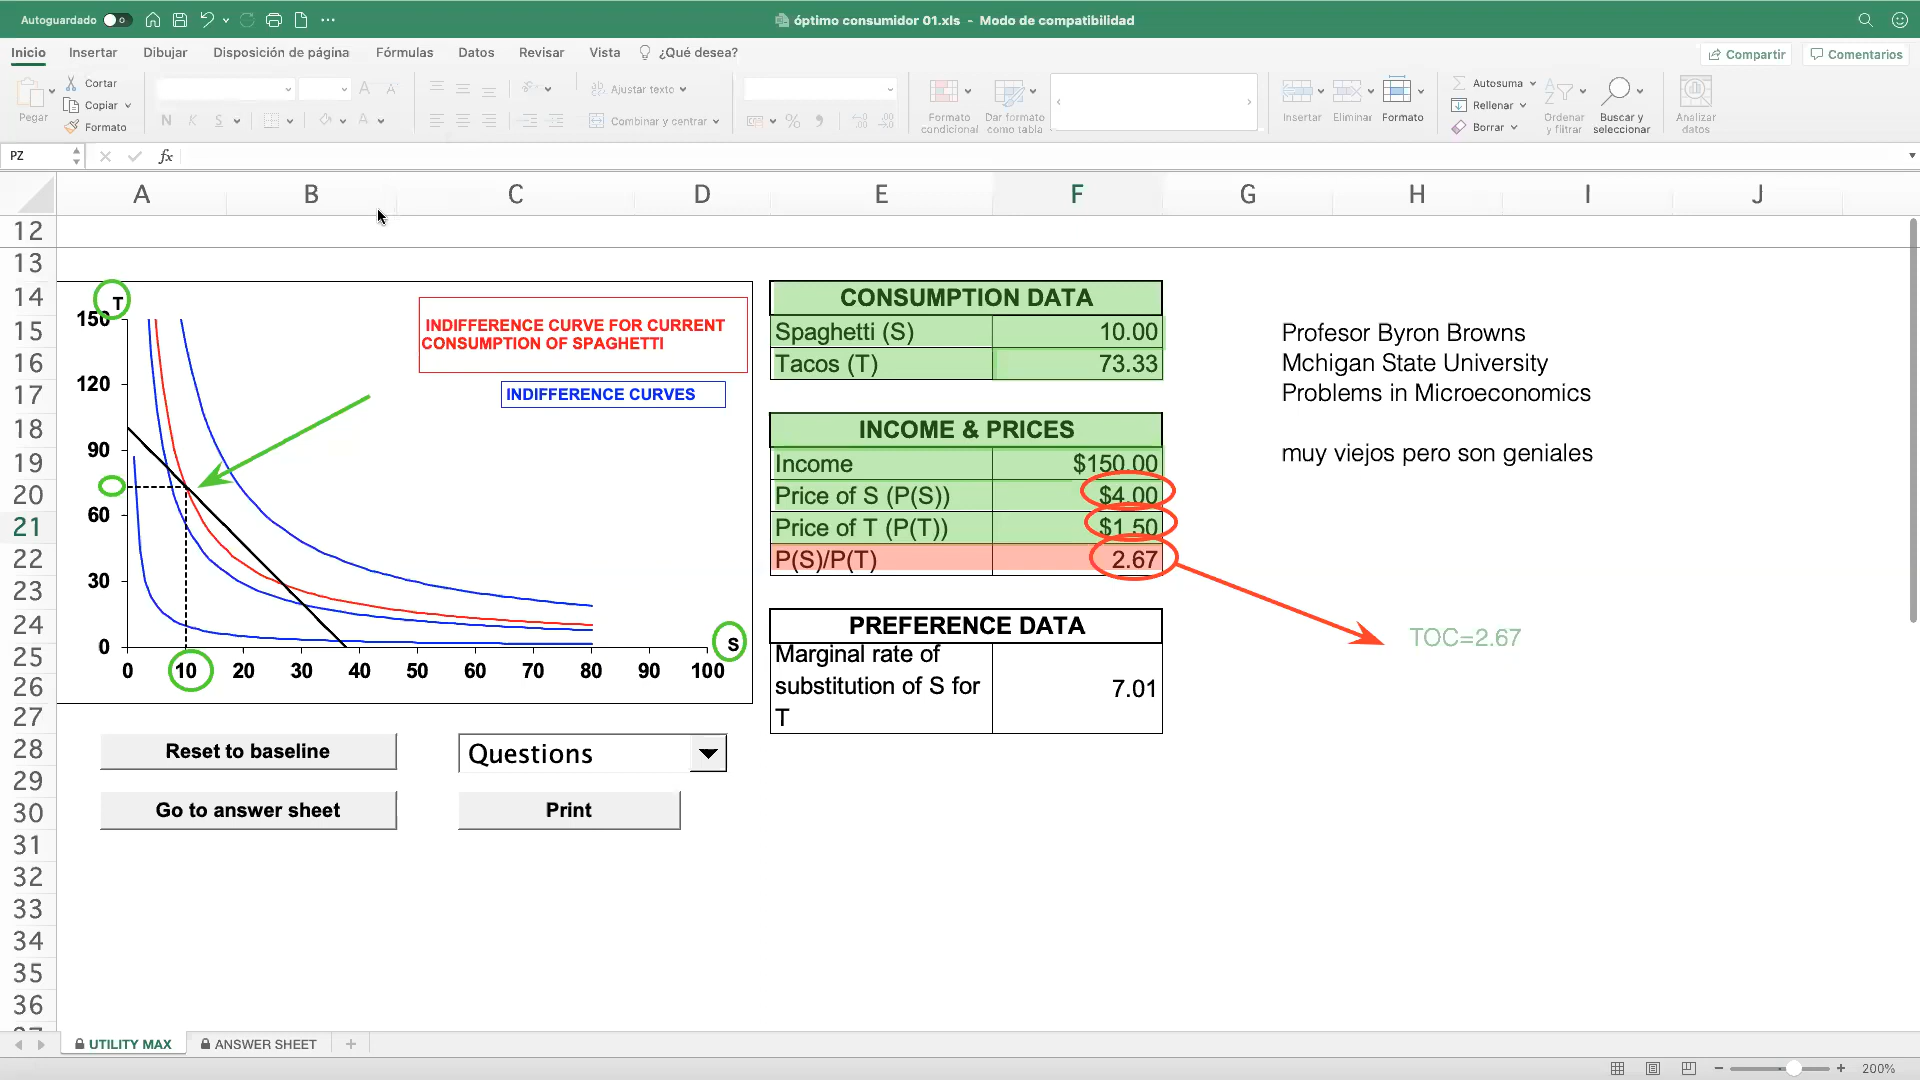 Autoguardado
óptimo consumidor 01.xls - Modo de compatibilidad
Inicio Insertar Dibujar Disposición de página Fórmulas Datos Revisar Vista ¿Qué desea? Compartir Comentarios
Pegar
Cortar
Copiar
Formato
N K S
Ajustar texto
Combinar y centrar
Formato condicional
Dar formato como tabla
Insertar Eliminar Formato
Autosuma
Rellenar
Borrar
Ordenar y filtrar
Buscar y seleccionar
Analizar datos
PZ fx
A B C D E F G H I J
12
13
14
15
16
17
18
19
20
21
22
23
24
25
26
27
28
29
30
31
32
33
34
35
36
T
150
120
90
60
30
0
0 10 20 30 40 50 60 70 80 90 100
S
INDIFFERENCE CURVE FOR CURRENT
CONSUMPTION OF SPAGHETTI
INDIFFERENCE CURVES
CONSUMPTION DATA
Spaghetti (S) 10.00
Tacos (T) 73.33
INCOME & PRICES
Income $150.00
Price of S (P(S)) $4.00
Price of T (P(T)) $1.50
P(S)/P(T) 2.67
PREFERENCE DATA
Marginal rate of
substitution of S for 7.01
T
Profesor Byron Browns
Mchigan State University
Problems in Microeconomics
muy viejos pero son geniales
TOC=2.67
Reset to baseline
Questions
Go to answer sheet
Print
UTILITY MAX ANSWER SHEET
200%